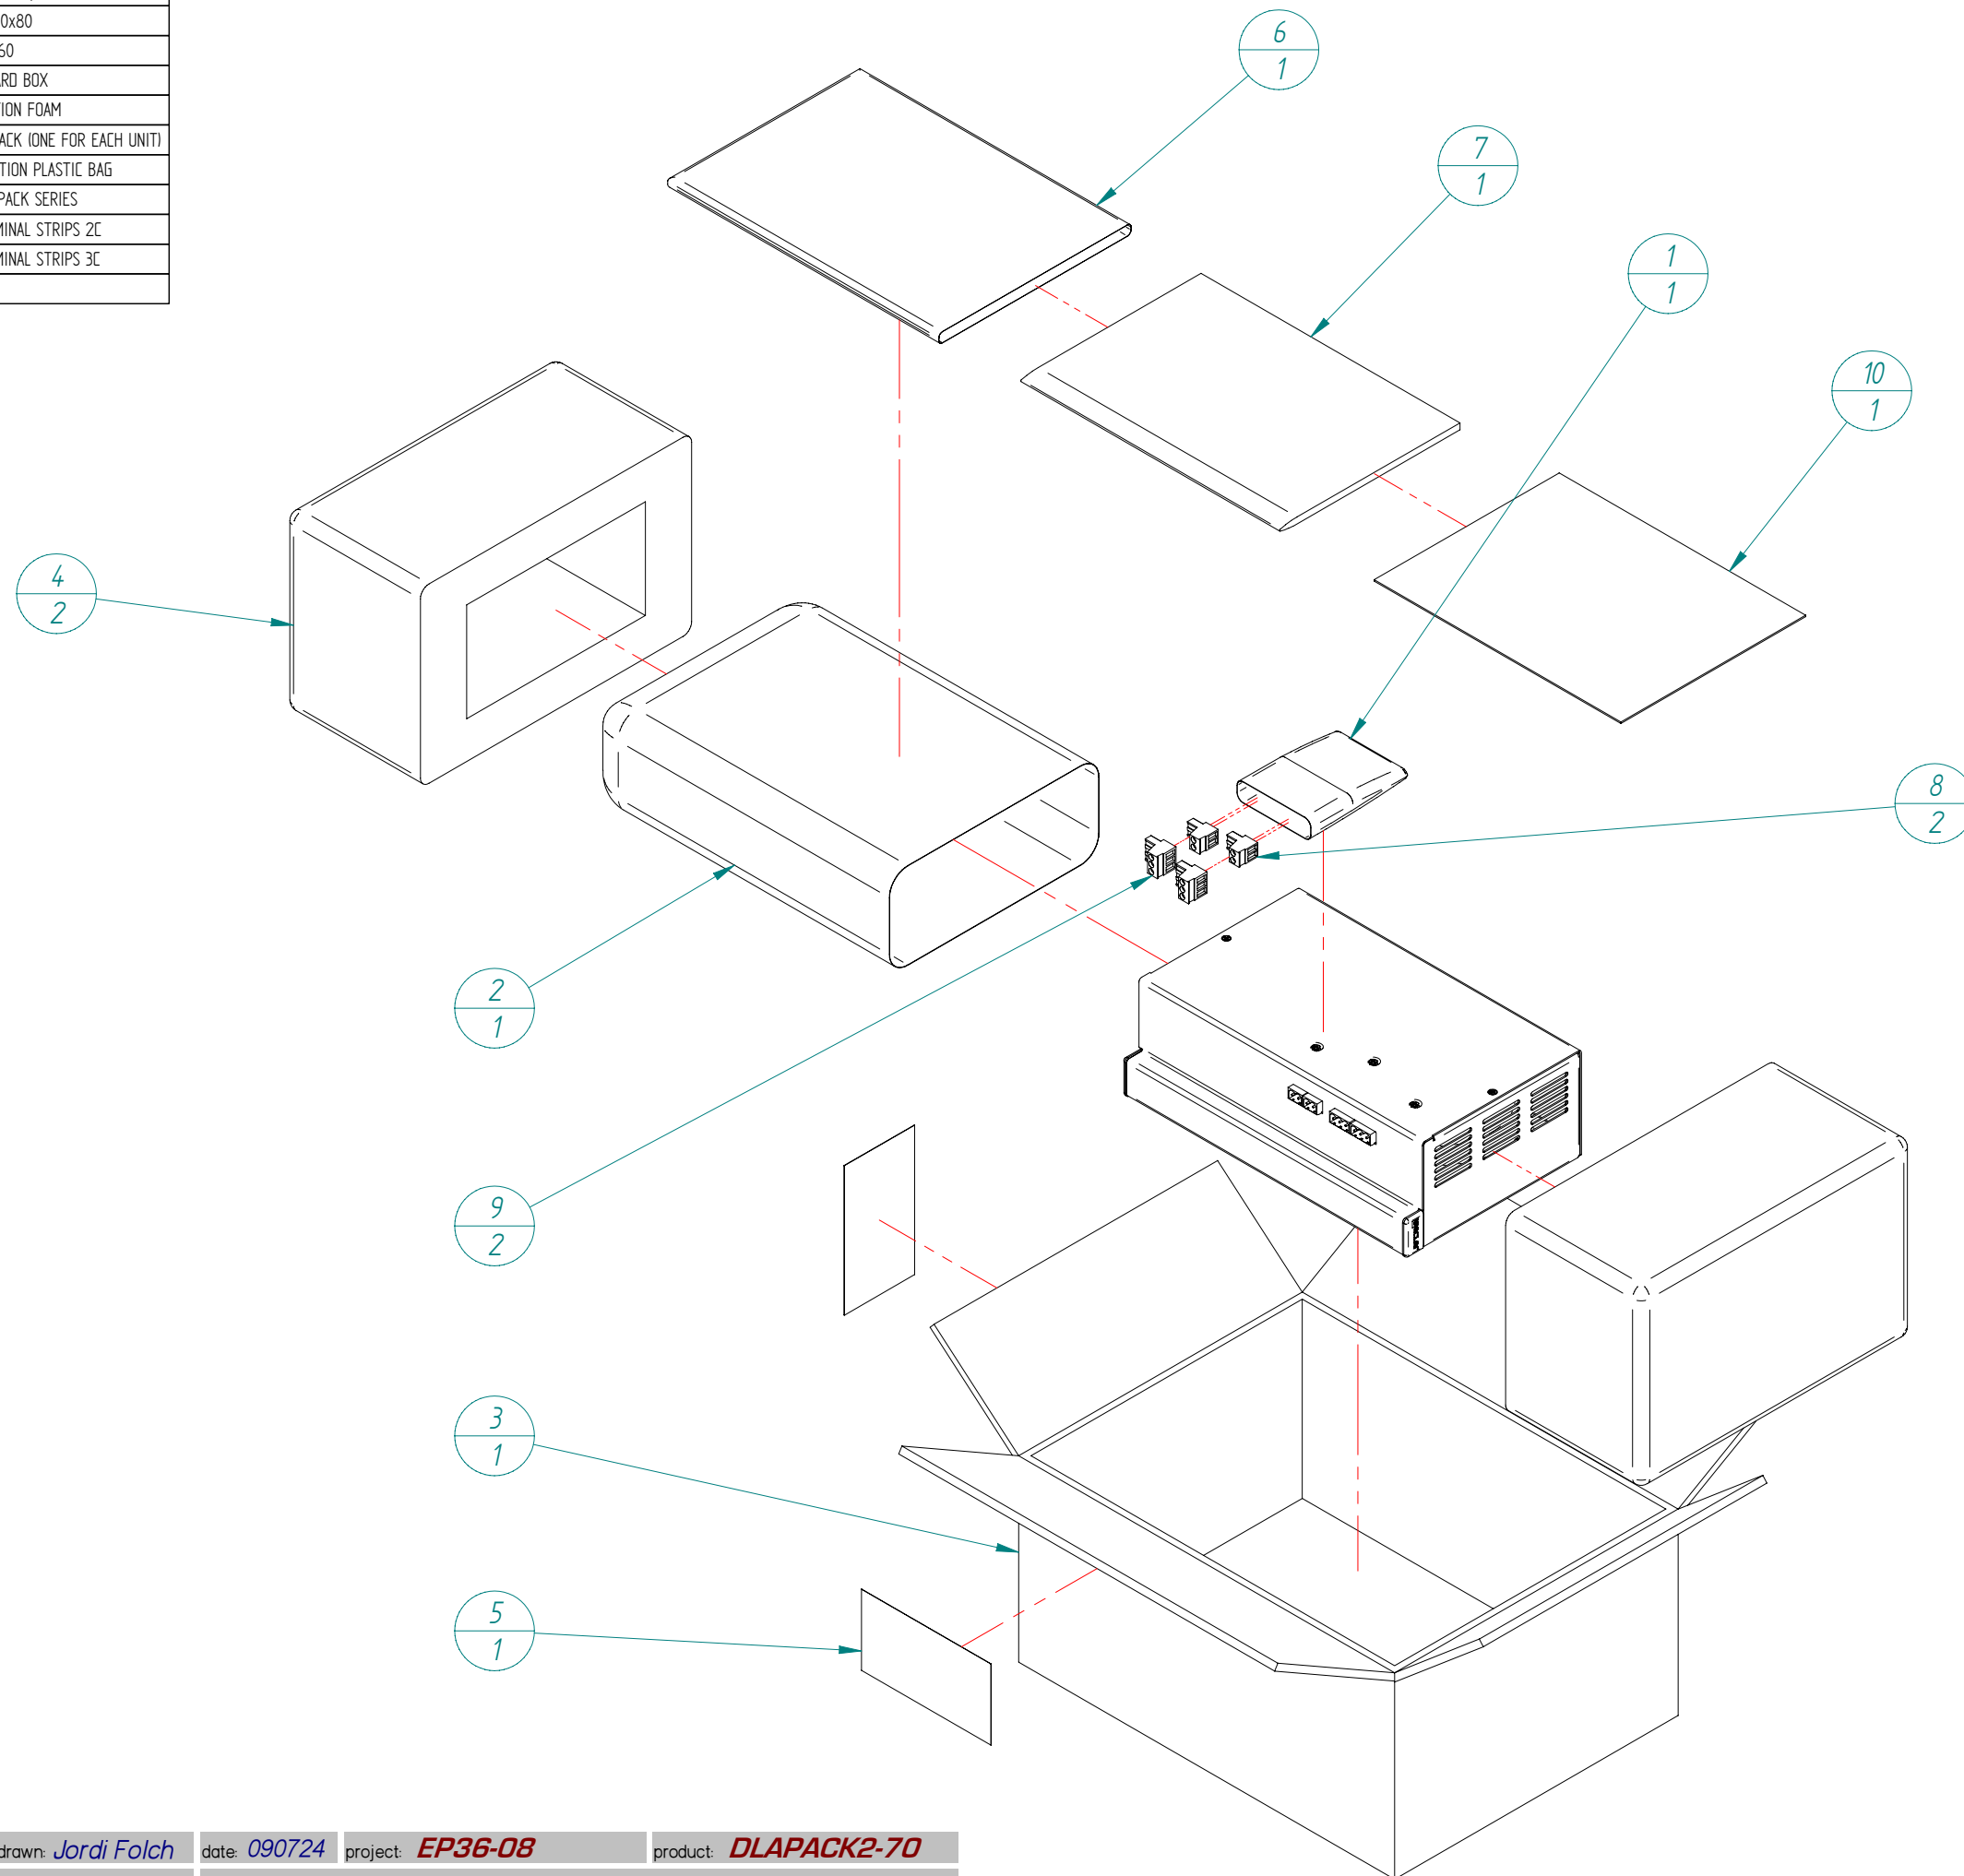 0x80
60
ARD BOX
TION FOAM
ACK (ONE FOR EACH UNIT)
TION PLASTIC BAG
PACK SERIES
MINAL STRIPS 2C
MINAL STRIPS 3C
6
1
7
1
1
1
10
1
4
2
8
2
2
1
9
2
3
1
5
1
drawn: Jordi Folch date: 090724 project: EP36-08 product: DLAPACK2-70